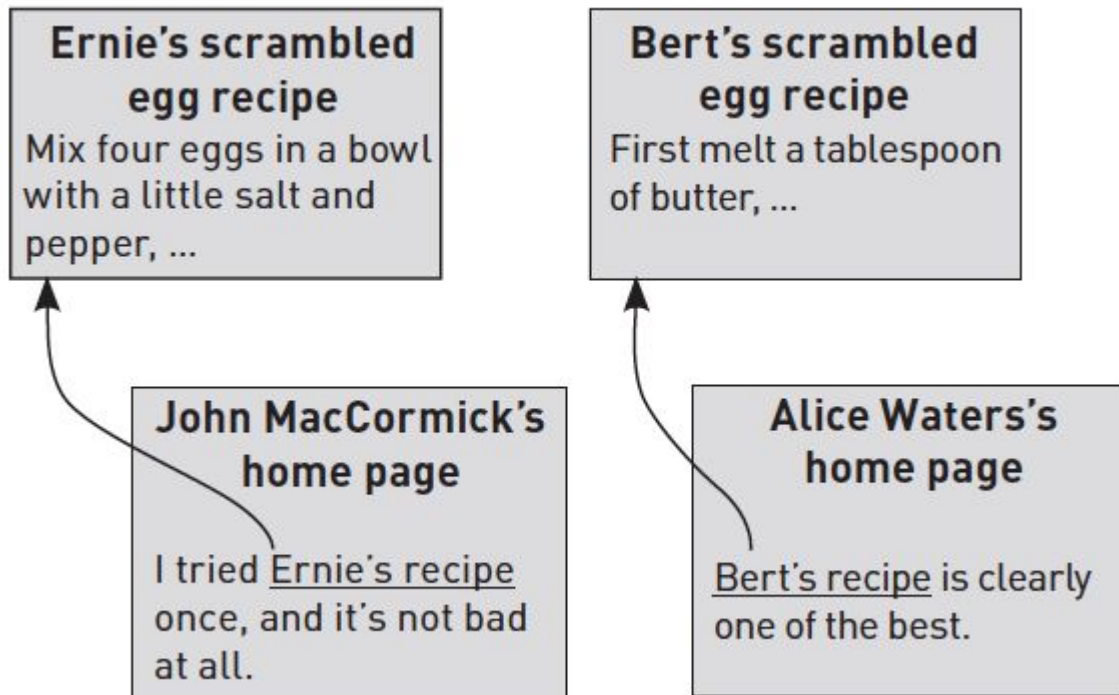 Ernie’s scrambled
egg recipe
Mix four eggs in a bowl
with a little salt and
pepper, ...
Bert’s scrambled
egg recipe
First melt a tablespoon
of butter, ...
John MacCormick’s
home page
I tried Ernie’s recipe
once, and it’s not bad
at all.
Alice Waters’s
home page
Bert’s recipe is clearly
one of the best.